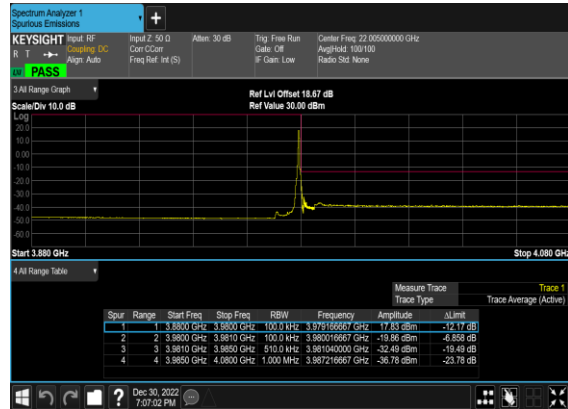 Spectrum Analyzer 1
Spurious Emissions
KEYSIGHT Input: RF Input Z: 50 Ω Atten: 30 dB Trig: Free Run Center Freq: 22.005000000 GHz
R T Coupling: DC Corr CCorr Gate: Off Avg|Hold: 100/100
Align: Auto Freq Ref: Int (S) IF Gain: Low Radio Std: None
PASS
3 All Range Graph
Ref Lvl Offset 18.67 dB
Scale/Div 10.0 dB Ref Value 30.00 dBm
Log
20.0
10.0
0.00
-10.0
-20.0
-30.0
-40.0
-50.0
-60.0
Start 3.880 GHz Stop 4.080 GHz
4 All Range Table
Measure Trace Trace 1
Trace Type Trace Average (Active)
Spur Range Start Freq Stop Freq RBW Frequency Amplitude ΔLimit
1 1 3.8800 GHz 3.9800 GHz 100.0 kHz 3.979166667 GHz 17.83 dBm -12.17 dB
2 2 3.9800 GHz 3.9810 GHz 100.0 kHz 3.980016667 GHz -19.86 dBm -6.858 dB
3 3 3.9810 GHz 3.9850 GHz 510.0 kHz 3.981040000 GHz -32.49 dBm -19.49 dB
4 4 3.9850 GHz 4.0800 GHz 1.000 MHz 3.987216667 GHz -36.78 dBm -23.78 dB
? Dec 30, 2022
7:07:02 PM